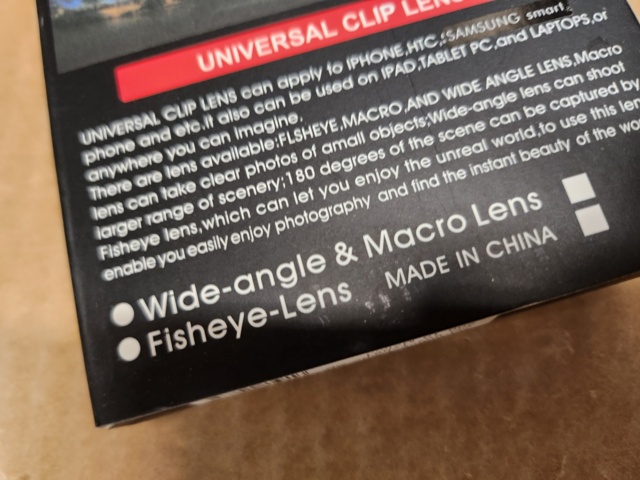 UNIVERSAL CLIP LENS
UNIVERSAL CLIP LENS can apply to IPHONE,HTC,SAMSUNG smart
phone and etc.It also can be used on IPAD,TABLET PC,and LAPTOPS,or
anywhere you can imagine.
There are lens available:FLSHEYE,MACRO,AND WIDE ANGLE LENS,Macro
lens can take clear photos of amall objects;Wide-angle lens can shoot
larger range of scenery;180 degrees of the scene can be captured by
Fisheye lens,which can let you enjoy the unreal world,to use this lens
enable you easily enjoy photography and find the instant beauty of the
Wide-angle & Macro Lens
Fisheye-Lens MADE IN CHINA